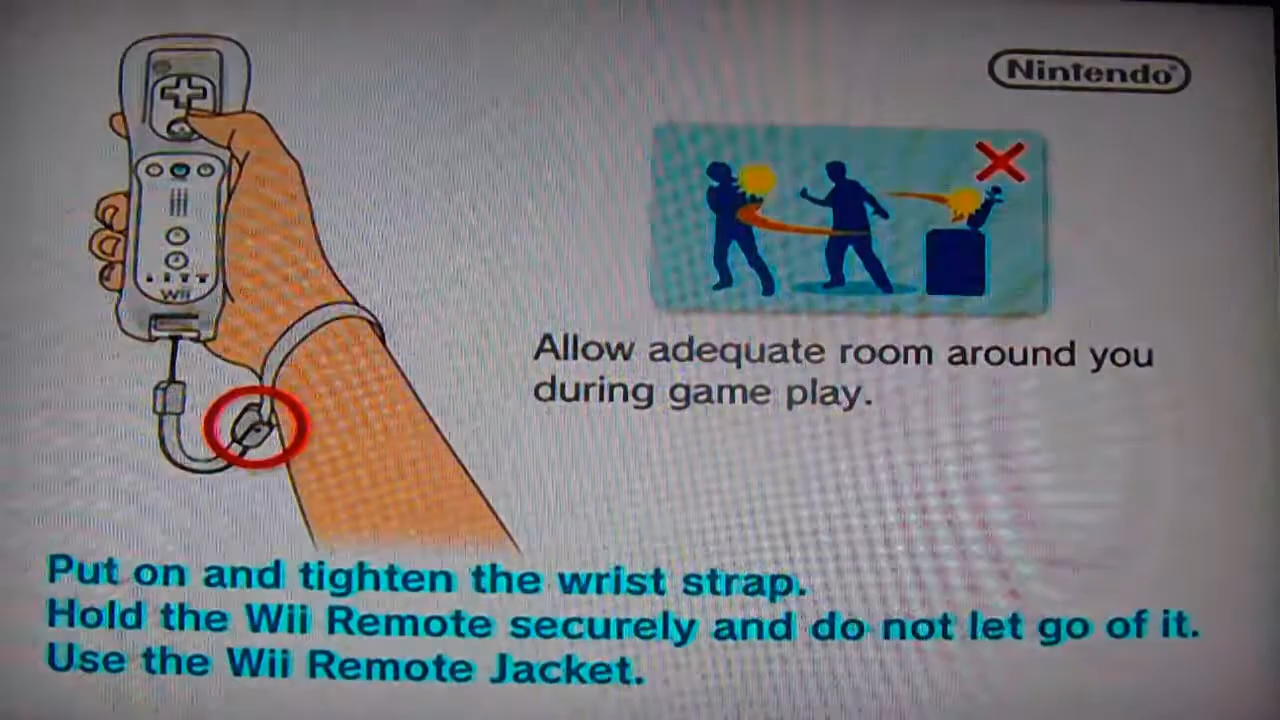 Nintendo
Wii
Allow adequate room around you
during game play.
Put on and tighten the wrist strap.
Hold the Wii Remote securely and do not let go of it.
Use the Wii Remote Jacket.